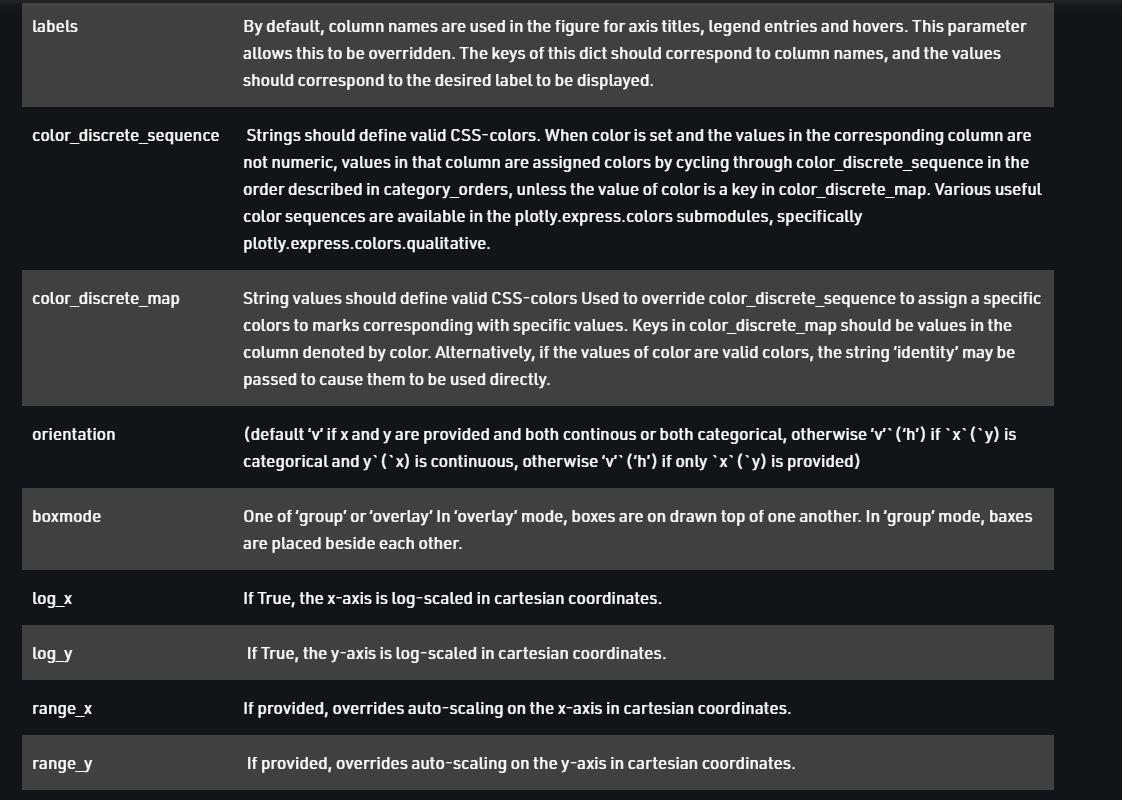 labels
By default, column names are used in the figure for axis titles, legend entries and hovers. This parameter
allows this to be overridden. The keys of this dict should correspond to column names, and the values
should correspond to the desired label to be displayed.
color_discrete_sequence
Strings should define valid CSS-colors. When color is set and the values in the corresponding column are
not numeric, values in that column are assigned colors by cycling through color_discrete_sequence in the
order described in category_orders, unless the value of color is a key in color_discrete_map. Various useful
color sequences are available in the plotly.express.colors submodules, specifically
plotly.express.colors.qualitative.
color_discrete_map
String values should define valid CSS-colors Used to override color_discrete_sequence to assign a specific
colors to marks corresponding with specific values. Keys in color_discrete_map should be values in the
column denoted by color. Alternatively, if the values of color are valid colors, the string ‘identity’ may be
passed to cause them to be used directly.
orientation
(default ‘v’ if x and y are provided and both continous or both categorical, otherwise ‘v’`(‘h’) if `x`(`y) is
categorical and y`(`x) is continuous, otherwise ‘v’`(‘h’) if only `x`(`y) is provided)
boxmode
One of ‘group’ or ‘overlay’ In ‘overlay’ mode, boxes are on drawn top of one another. In ‘group’ mode, baxes
are placed beside each other.
log_x
If True, the x-axis is log-scaled in cartesian coordinates.
log_y
If True, the y-axis is log-scaled in cartesian coordinates.
range_x
If provided, overrides auto-scaling on the x-axis in cartesian coordinates.
range_y
If provided, overrides auto-scaling on the y-axis in cartesian coordinates.